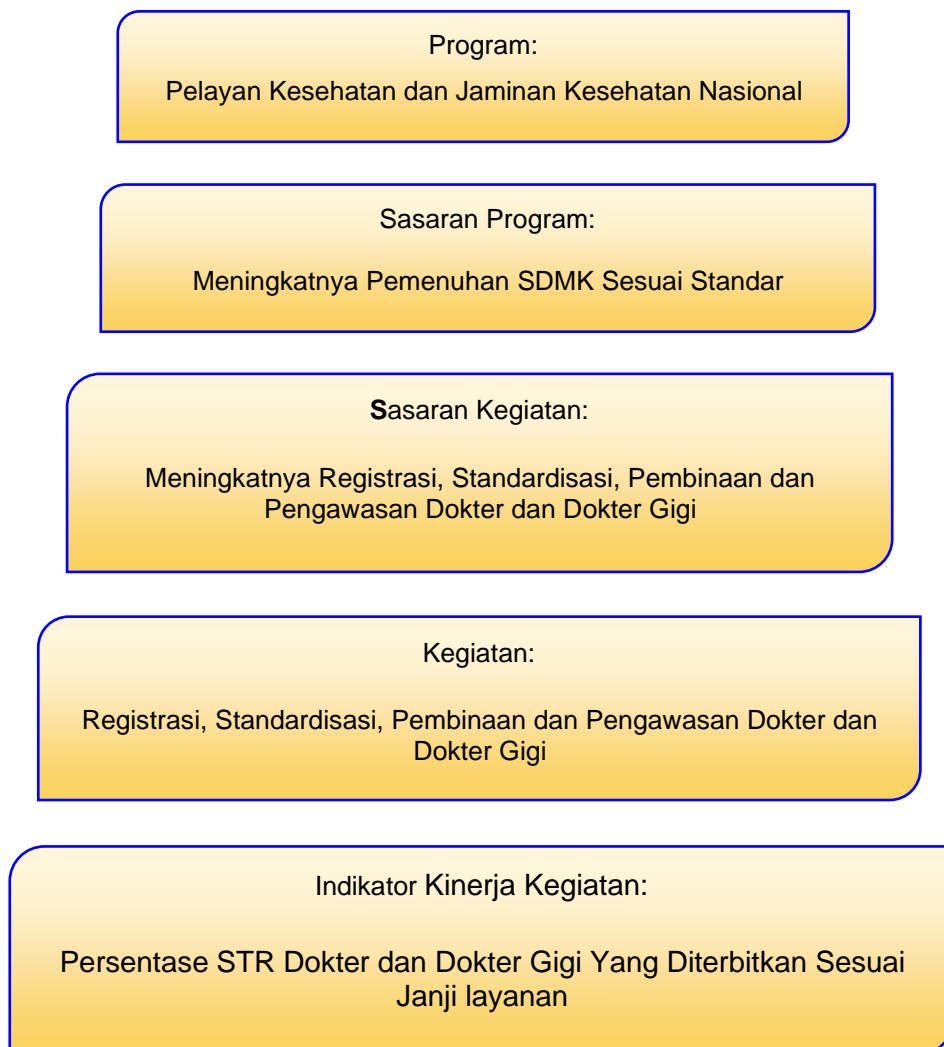 Program:
Pelayan Kesehatan dan Jaminan Kesehatan Nasional
Sasaran Program:
Meningkatnya Pemenuhan SDMK Sesuai Standar
Sasaran Kegiatan:
Meningkatnya Registrasi, Standardisasi, Pembinaan dan
Pengawasan Dokter dan Dokter Gigi
Kegiatan:
Registrasi, Standardisasi, Pembinaan dan Pengawasan Dokter dan
Dokter Gigi
Indikator Kinerja Kegiatan:
Persentase STR Dokter dan Dokter Gigi Yang Diterbitkan Sesuai
Janji layanan